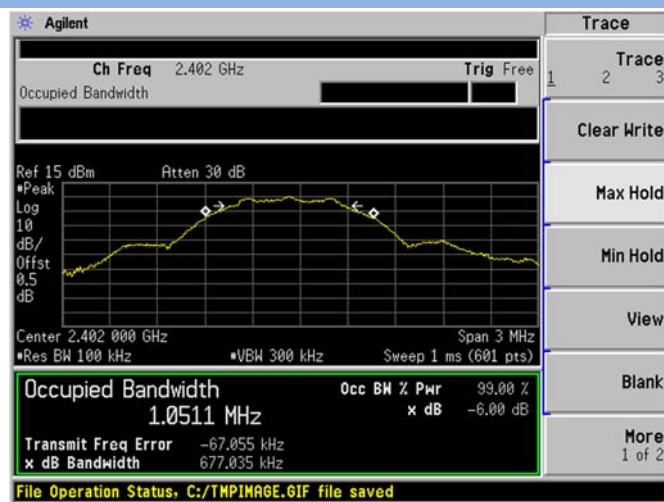 Agilent
Trace
Ch Freq 2.402 GHz Trig Free
Occupied Bandwidth
Trace
1 2 3
Clear Write
Max Hold
Min Hold
View
Blank
More
1 of 2
Ref 15 dBm Atten 30 dB
#Peak
Log
10
dB/
Offst
0.5
dB
Center 2.402 000 GHz Span 3 MHz
#Res BW 100 kHz #VBW 300 kHz Sweep 1 ms (601 pts)
Occupied Bandwidth Occ BW % Pwr 99.00 %
1.0511 MHz x dB -6.00 dB
Transmit Freq Error -67.055 kHz
x dB Bandwidth 677.035 kHz
File Operation Status, C:/TMPIMAGE.GIF file saved